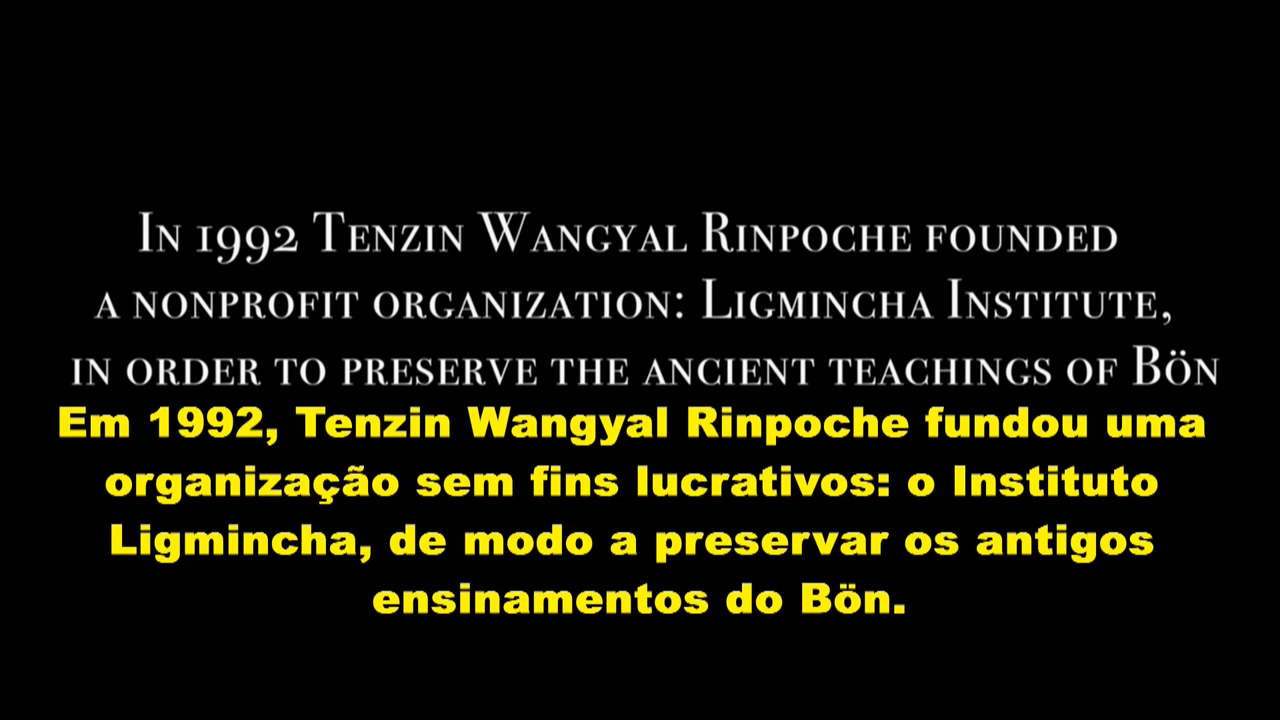 In 1992 Tenzin Wangyal Rinpoche founded
a nonprofit organization: Ligmincha Institute,
in order to preserve the ancient teachings of Bön
Em 1992, Tenzin Wangyal Rinpoche fundou uma
organização sem fins lucrativos: o Instituto
Ligmincha, de modo a preservar os antigos
ensinamentos do Bön.